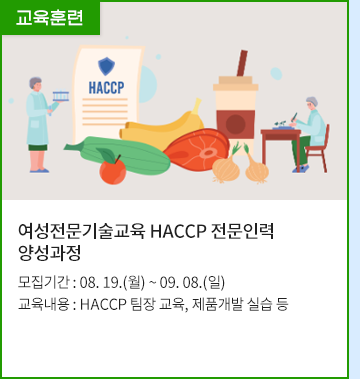 교육훈련
HACCP
여성전문기술교육 HACCP 전문인력
양성과정
모집기간 : 08. 19.(월) ~ 09. 08.(일)
교육내용 : HACCP 팀장 교육, 제품개발 실습 등